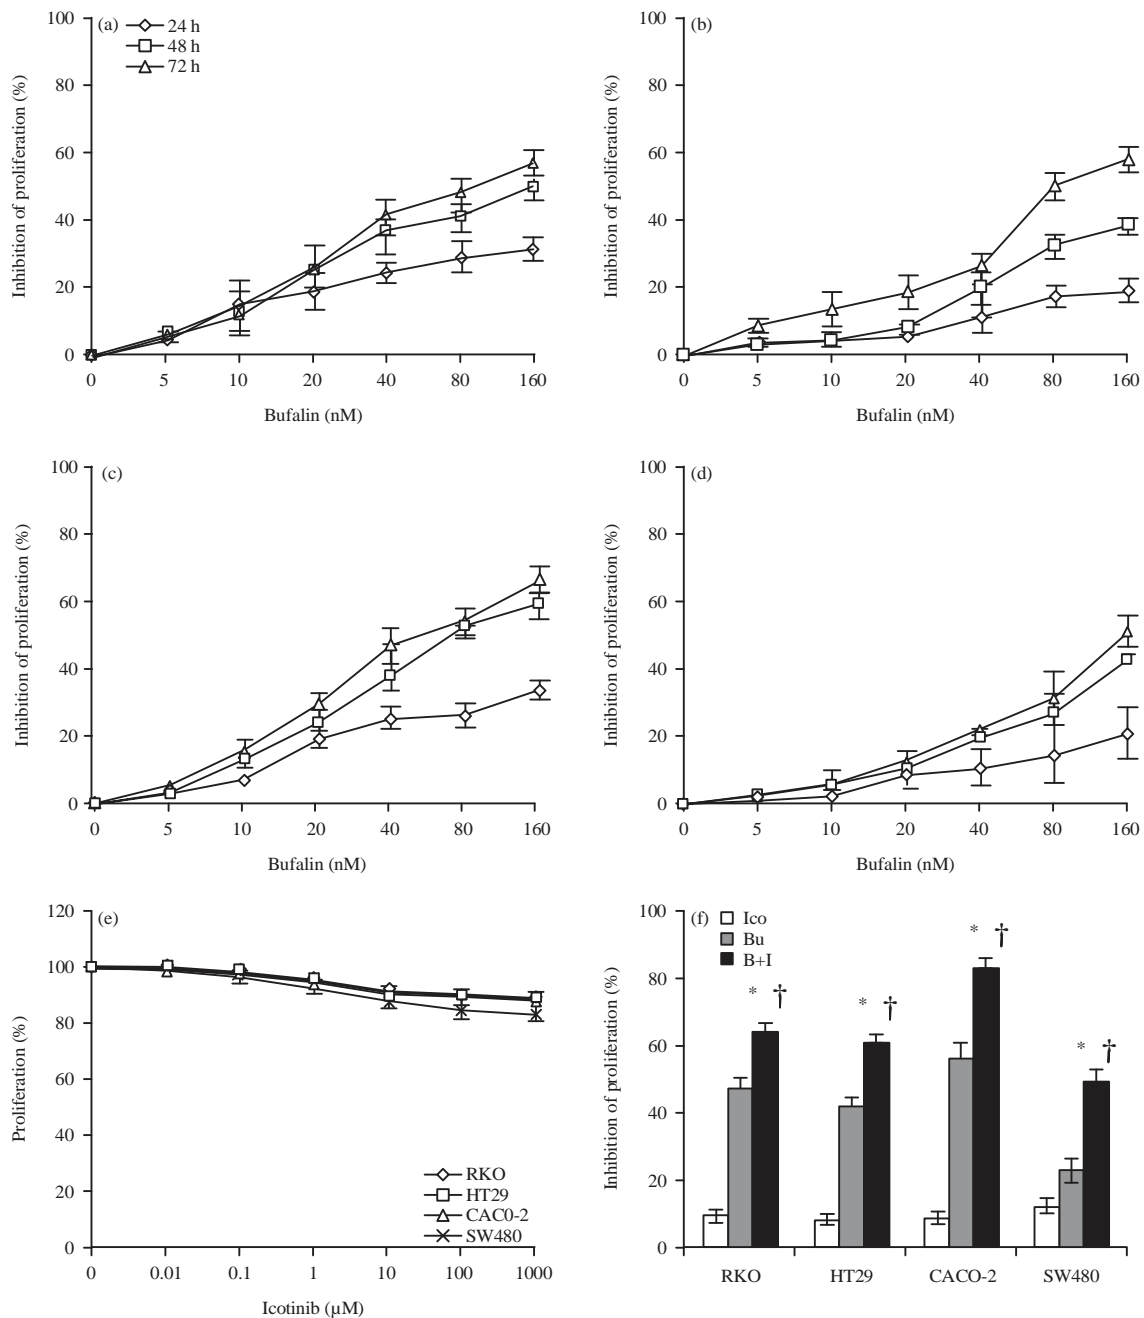 (a)
24 h
48 h
72 h
Inhibition of proliferation (%)
100
80
60
40
20
0
0 5 10 20 40 80 160
Bufalin (nM)
(b)
Inhibition of proliferation (%)
100
80
60
40
20
0
0 5 10 20 40 80 160
Bufalin (nM)
(c)
Inhibition of proliferation (%)
100
80
60
40
20
0
0 5 10 20 40 80 160
Bufalin (nM)
(d)
Inhibition of proliferation (%)
100
80
60
40
20
0
0 5 10 20 40 80 160
Bufalin (nM)
(e)
Proliferation (%)
120
100
80
60
40
20
0
RKO
HT29
CAC0-2
SW480
0 0.01 0.1 1 10 100 1000
Icotinib (µM)
(f)
Ico
Bu
B+I
Inhibition of proliferation (%)
100
80
60
40
20
0
* †
* †
* †
* †
RKO HT29 CACO-2 SW480